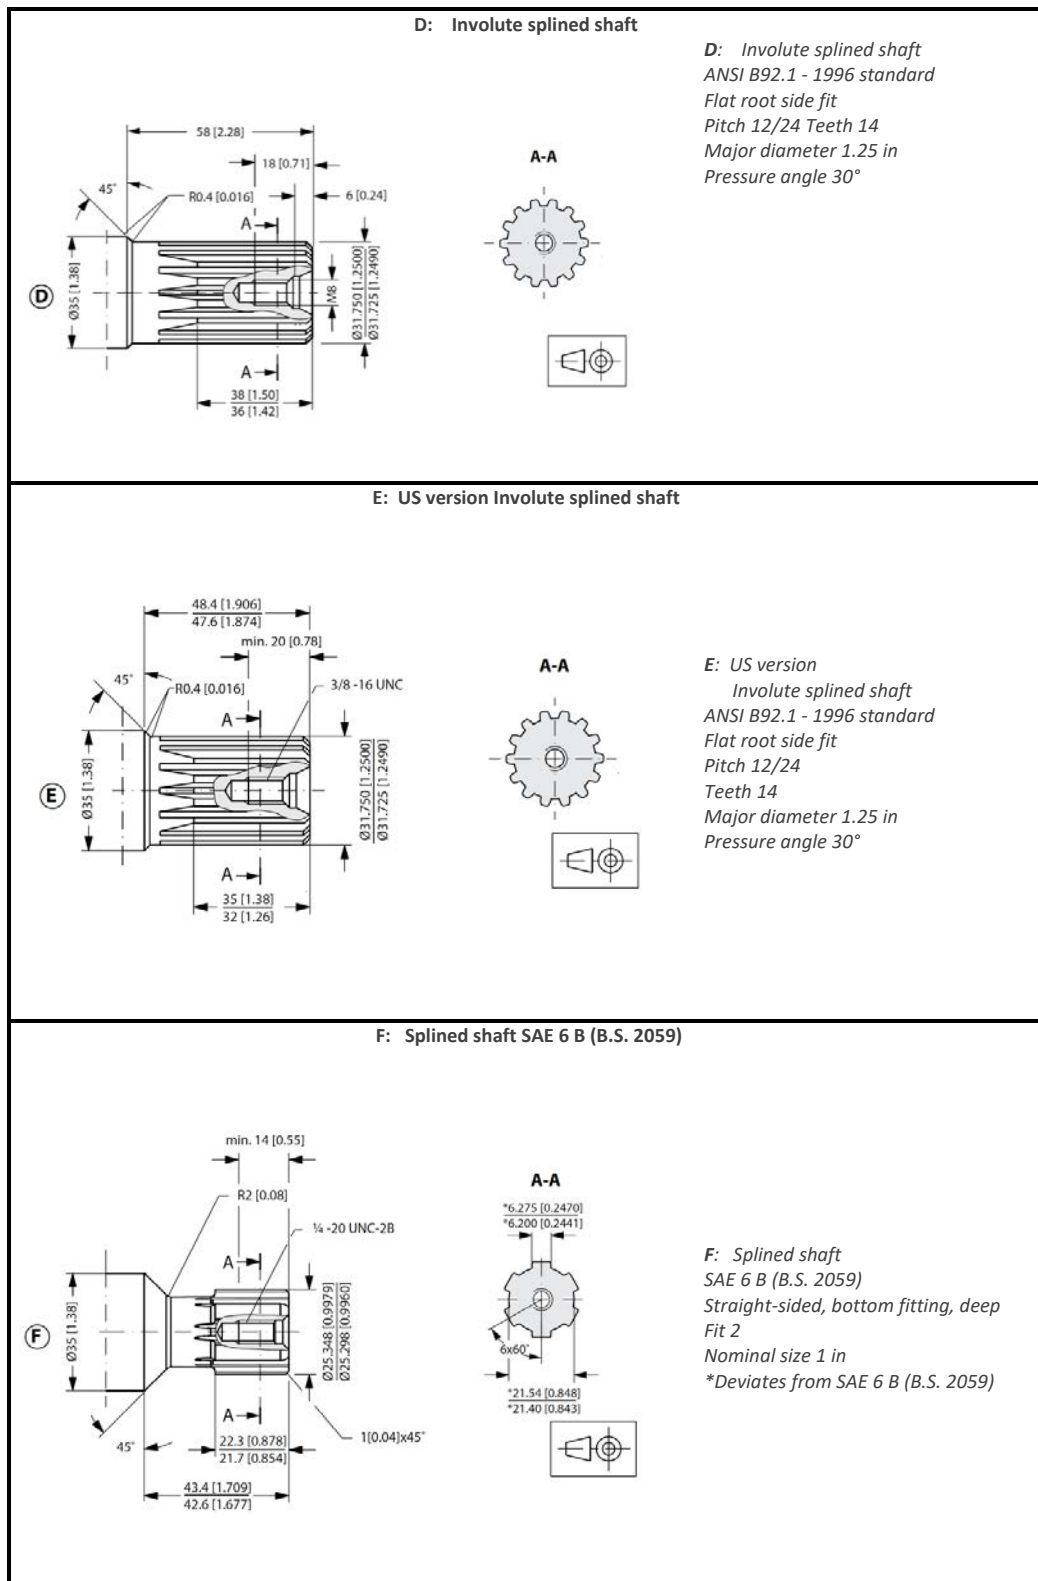 D: Involute splined shaft
D: Involute splined shaft
ANSI B92.1 - 1996 standard
Flat root side fit
Pitch 12/24 Teeth 14
Major diameter 1.25 in
Pressure angle 30°
58 [2.28]
A-A
18 [0.71]
45°
R0.4 [0.016]
6 [0.24]
A
D
Ø35 [1.38]
M8
Ø31.750 [1.2500]
Ø31.725 [1.2490]
A
38 [1.50]
36 [1.42]
E: US version Involute splined shaft
48.4 [1.906]
47.6 [1.874]
min. 20 [0.78]
A-A
E: US version
Involute splined shaft
ANSI B92.1 - 1996 standard
Flat root side fit
Pitch 12/24
Teeth 14
Major diameter 1.25 in
Pressure angle 30°
45°
R0.4 [0.016]
3/8 -16 UNC
A
E
Ø35 [1.38]
Ø31.750 [1.2500]
Ø31.725 [1.2490]
A
35 [1.38]
32 [1.26]
F: Splined shaft SAE 6 B (B.S. 2059)
min. 14 [0.55]
A-A
R2 [0.08]
*6.275 [0.2470]
*6.200 [0.2441]
¼ -20 UNC-2B
A
F: Splined shaft
SAE 6 B (B.S. 2059)
Straight-sided, bottom fitting, deep
Fit 2
Nominal size 1 in
*Deviates from SAE 6 B (B.S. 2059)
F
Ø35 [1.38]
Ø25.348 [0.9979]
Ø25.298 [0.9960]
6x60°
*21.54 [0.848]
*21.40 [0.843]
A
45°
22.3 [0.878]
21.7 [0.854]
1[0.04]x45°
43.4 [1.709]
42.6 [1.677]